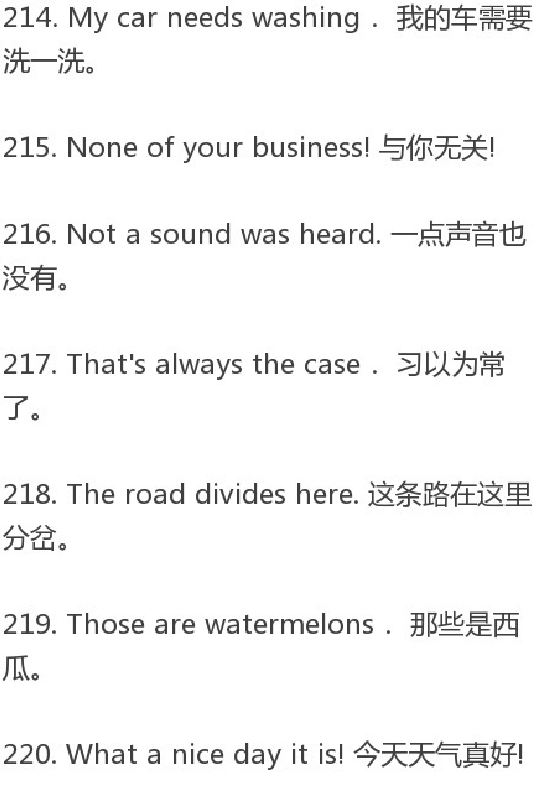 214. My car needs washing． 我的车需要
洗一洗。
215. None of your business! 与你无关!
216. Not a sound was heard. 一点声音也
没有。
217. That's always the case． 习以为常
了。
218. The road divides here. 这条路在这里
分岔。
219. Those are watermelons． 那些是西
瓜。
220. What a nice day it is! 今天天气真好!